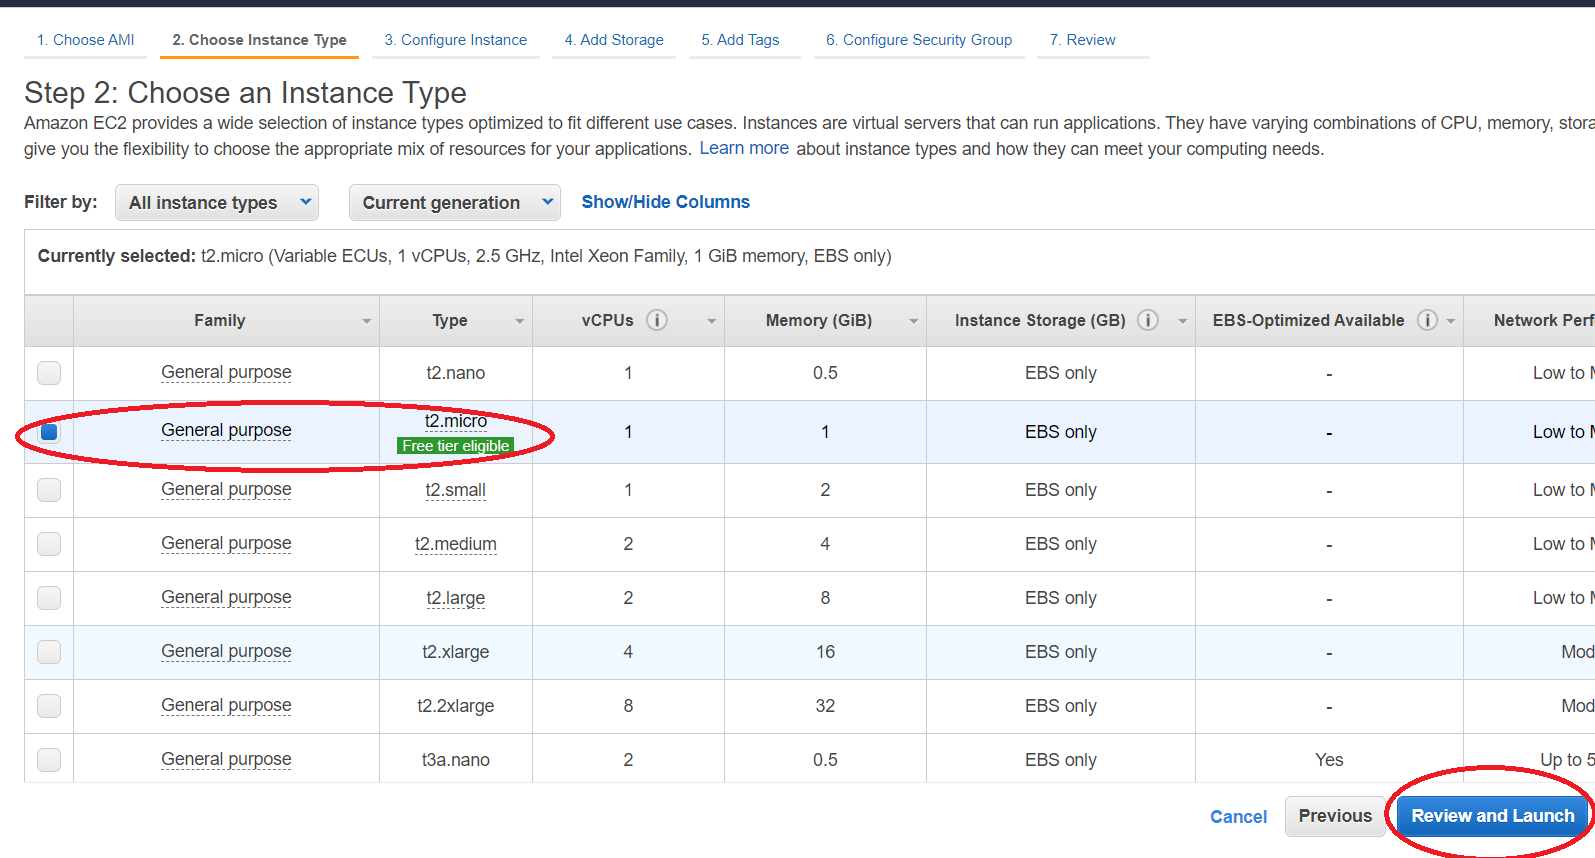 1. Choose AMI 2. Choose Instance Type 3. Configure Instance 4. Add Storage 5. Add Tags 6. Configure Security Group 7. Review
Step 2: Choose an Instance Type
Amazon EC2 provides a wide selection of instance types optimized to fit different use cases. Instances are virtual servers that can run applications. They have varying combinations of CPU, memory, stora
give you the flexibility to choose the appropriate mix of resources for your applications. Learn more about instance types and how they can meet your computing needs.
Filter by: All instance types Current generation Show/Hide Columns
Currently selected: t2.micro (Variable ECUs, 1 vCPUs, 2.5 GHz, Intel Xeon Family, 1 GiB memory, EBS only)
Family Type vCPUs i Memory (GiB) Instance Storage (GB) i EBS-Optimized Available i Network Perf
General purpose t2.nano 1 0.5 EBS only - Low to M
General purpose t2.micro 1 1 EBS only - Low to M
Free tier eligible
General purpose t2.small 1 2 EBS only - Low to M
General purpose t2.medium 2 4 EBS only - Low to M
General purpose t2.large 2 8 EBS only - Low to M
General purpose t2.xlarge 4 16 EBS only - Mod
General purpose t2.2xlarge 8 32 EBS only - Mod
General purpose t3a.nano 2 0.5 EBS only Yes Up to 5
Cancel Previous Review and Launch